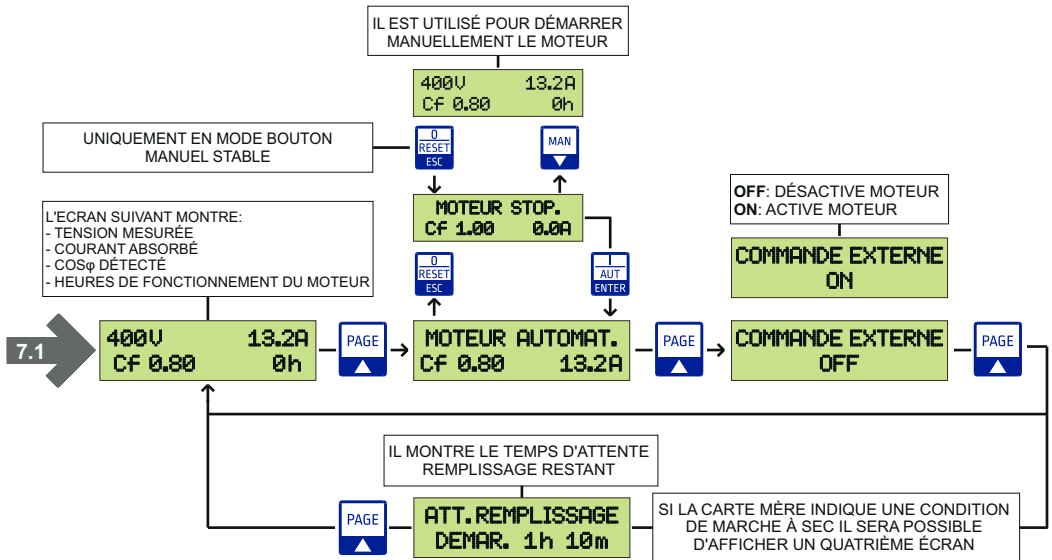 IL EST UTILISÉ POUR DÉMARRER
MANUELLEMENT LE MOTEUR
400V 13.2A
Cf 0.80 0h
UNIQUEMENT EN MODE BOUTON
MANUEL STABLE
0
RESET
ESC
MAN
MOTEUR STOP.
Cf 1.00 0.0A
OFF: DÉSACTIVE MOTEUR
ON: ACTIVE MOTEUR
COMMANDE EXTERNE
ON
L'ECRAN SUIVANT MONTRE:
- TENSION MESURÉE
- COURANT ABSORBÉ
- COSφ DÉTECTÉ
- HEURES DE FONCTIONNEMENT DU MOTEUR
0
RESET
ESC
I
AUT
ENTER
7.1
400V 13.2A
Cf 0.80 0h
PAGE
MOTEUR AUTOMAT.
Cf 0.80 13.2A
PAGE
COMMANDE EXTERNE
OFF
PAGE
IL MONTRE LE TEMPS D'ATTENTE
REMPLISSAGE RESTANT
PAGE
ATT.REMPLISSAGE
DEMAR. 1h 10m
SI LA CARTE MÈRE INDIQUE UNE CONDITION
DE MARCHE À SEC IL SERA POSSIBLE
D'AFFICHER UN QUATRIÈME ÉCRAN